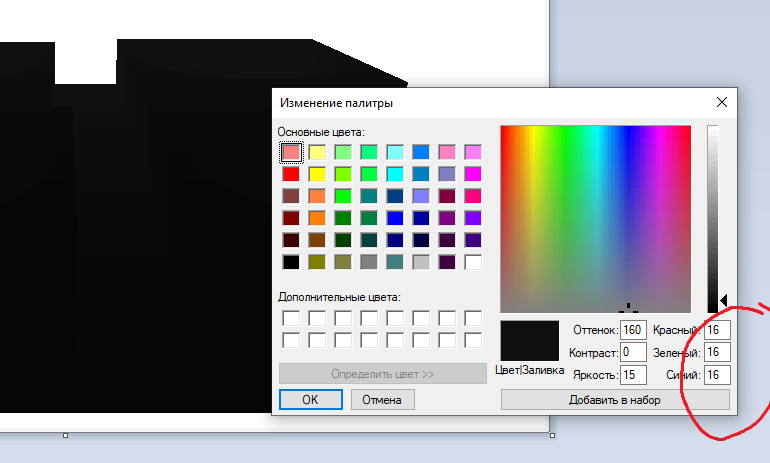 Изменение палитры
Основные цвета:
Дополнительные цвета:
Определить цвет >>
OK Отмена
Цвет|Заливка
Оттенок: 160 Красный: 16
Контраст: 0 Зеленый: 16
Яркость: 15 Синий: 16
Добавить в набор